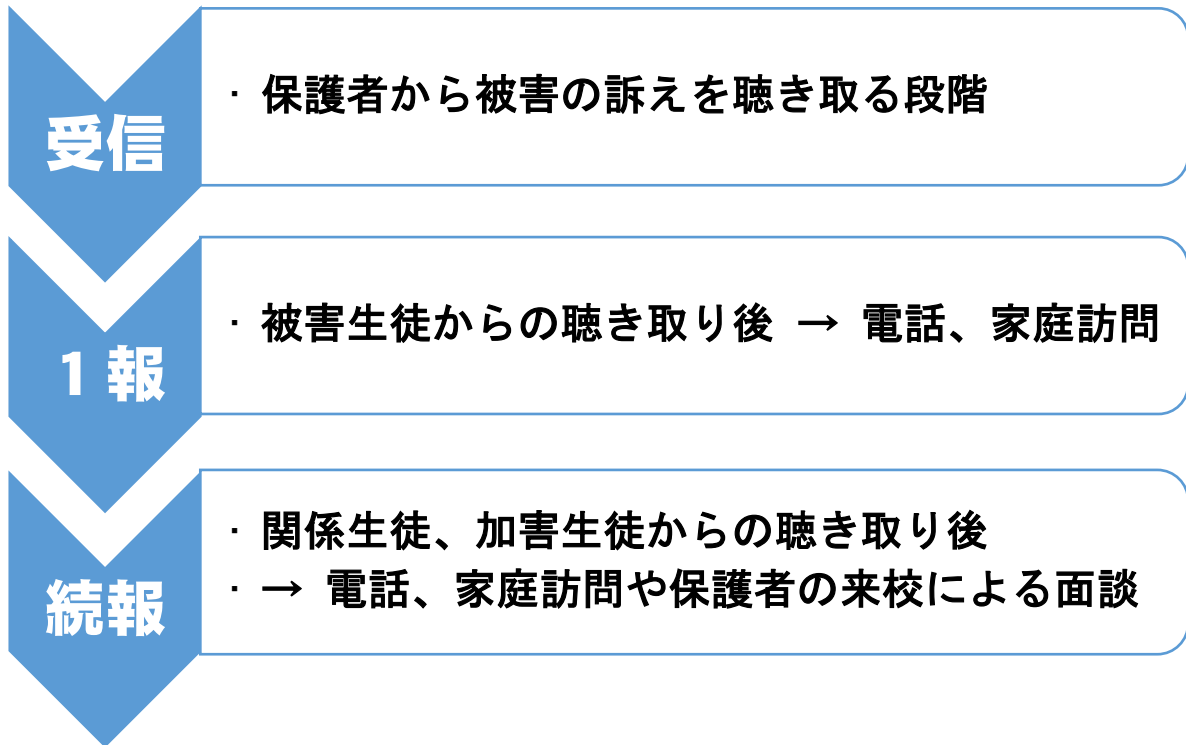 受信
・保護者から被害の訴えを聴き取る段階
１報
・被害生徒からの聴き取り後 → 電話、家庭訪問
続報
・関係生徒、加害生徒からの聴き取り後
・→ 電話、家庭訪問や保護者の来校による面談